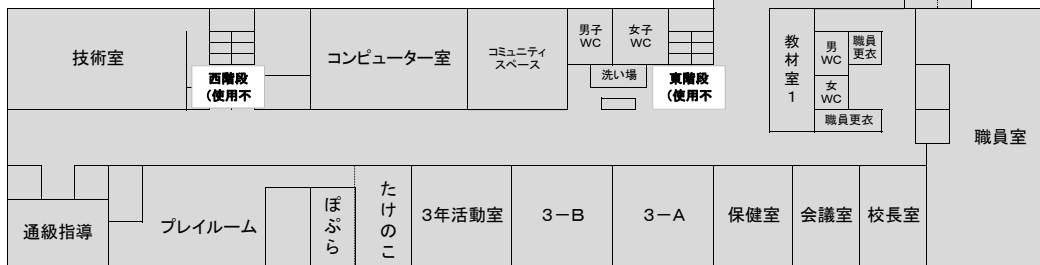 技術室
西階段
（使用不
コンピューター室
コミュニティ
スペース
男子
WC
女子
WC
洗い場
東階段
（使用不
教材室1
男
WC
女
WC
職員
更衣
職員更衣
職員室
通級指導
プレイルーム
ぽぷら
たけのこ
3年活動室
3－B
3－A
保健室
会議室
校長室